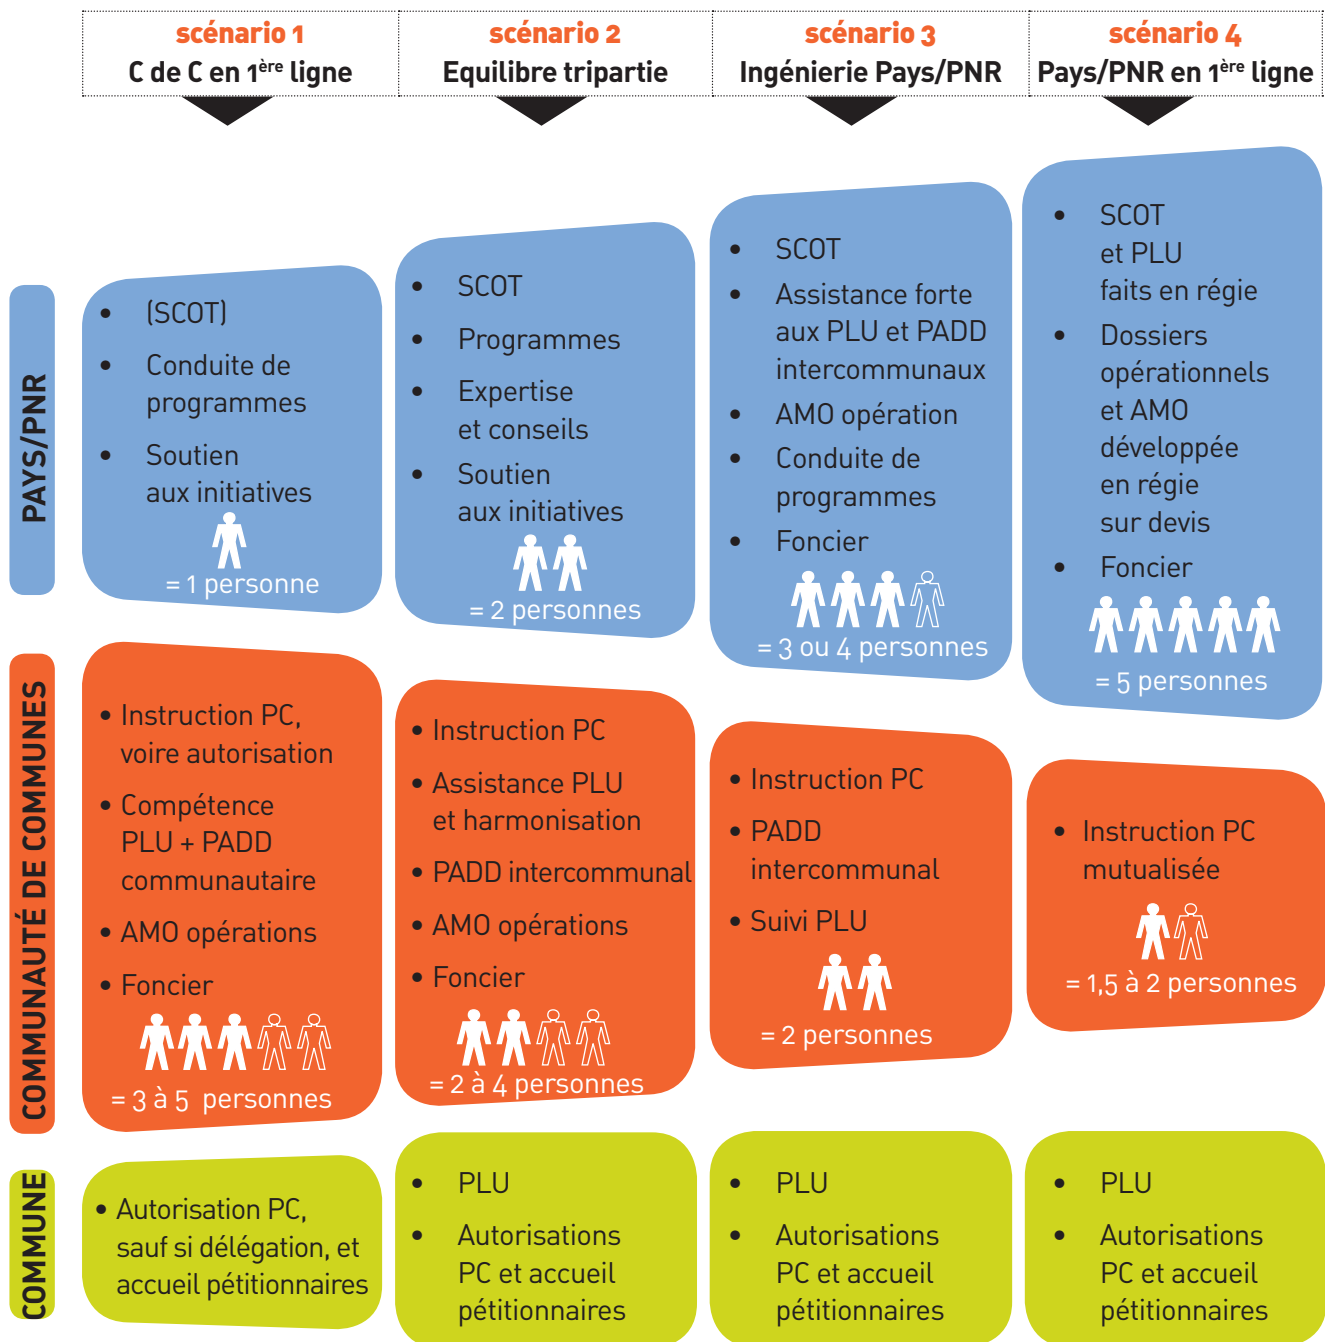 scénario 1
C de C en 1ère ligne
scénario 2
Equilibre tripartie
scénario 3
Ingénierie Pays/PNR
scénario 4
Pays/PNR en 1ère ligne
PAYS/PNR
• (SCOT)
• Conduite de
programmes
• Soutien
aux initiatives
= 1 personne
• SCOT
• Programmes
• Expertise
et conseils
• Soutien
aux initiatives
= 2 personnes
• SCOT
• Assistance forte
aux PLU et PADD
intercommunaux
• AMO opération
• Conduite de
programmes
• Foncier
= 3 ou 4 personnes
• SCOT
et PLU
faits en régie
• Dossiers
opérationnels
et AMO
développée
en régie
sur devis
• Foncier
= 5 personnes
COMMUNAUTÉ DE COMMUNES
• Instruction PC,
voire autorisation
• Compétence
PLU + PADD
communautaire
• AMO opérations
• Foncier
= 3 à 5 personnes
• Instruction PC
• Assistance PLU
et harmonisation
• PADD intercommunal
• AMO opérations
• Foncier
= 2 à 4 personnes
• Instruction PC
• PADD
intercommunal
• Suivi PLU
= 2 personnes
• Instruction PC
mutualisée
= 1,5 à 2 personnes
COMMUNE
• Autorisation PC,
sauf si délégation, et
accueil pétitionnaires
• PLU
• Autorisations
PC et accueil
pétitionnaires
• PLU
• Autorisations
PC et accueil
pétitionnaires
• PLU
• Autorisations
PC et accueil
pétitionnaires